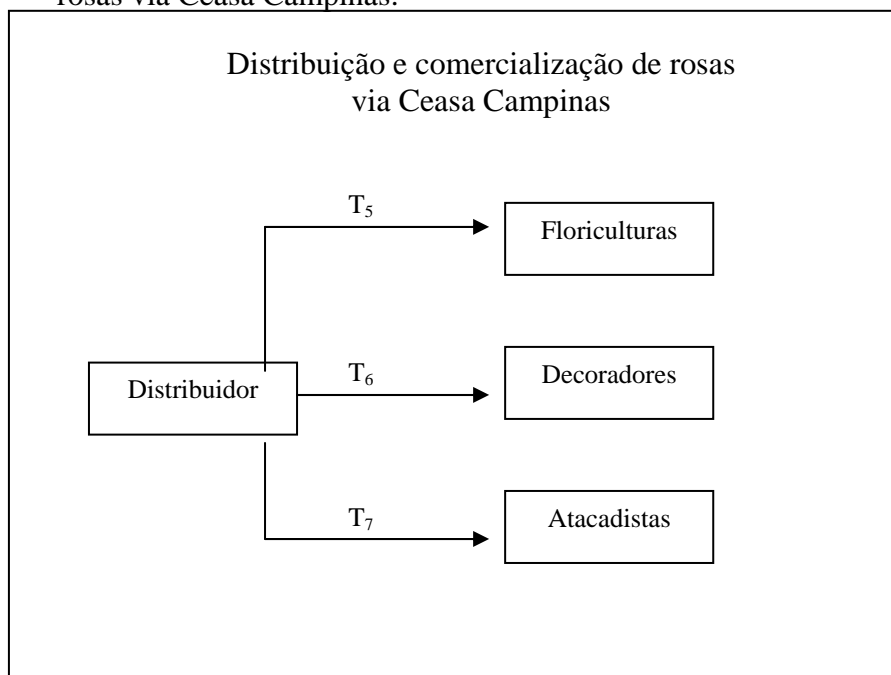 rosas via Ceasa Campinas.
Distribuição e comercialização de rosas
via Ceasa Campinas
T₅
Floriculturas
Distribuidor
T₆
Decoradores
T₇
Atacadistas